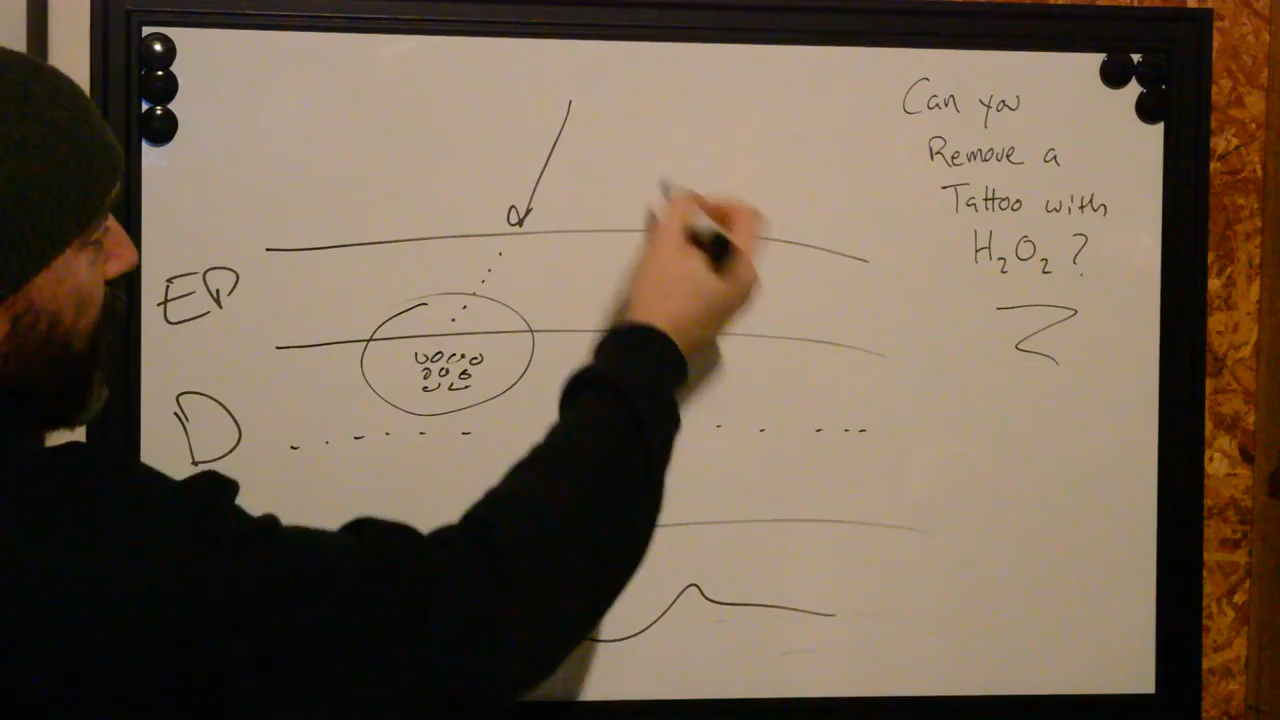 Can you
Remove a
Tattoo with
H₂O₂?
EP
D